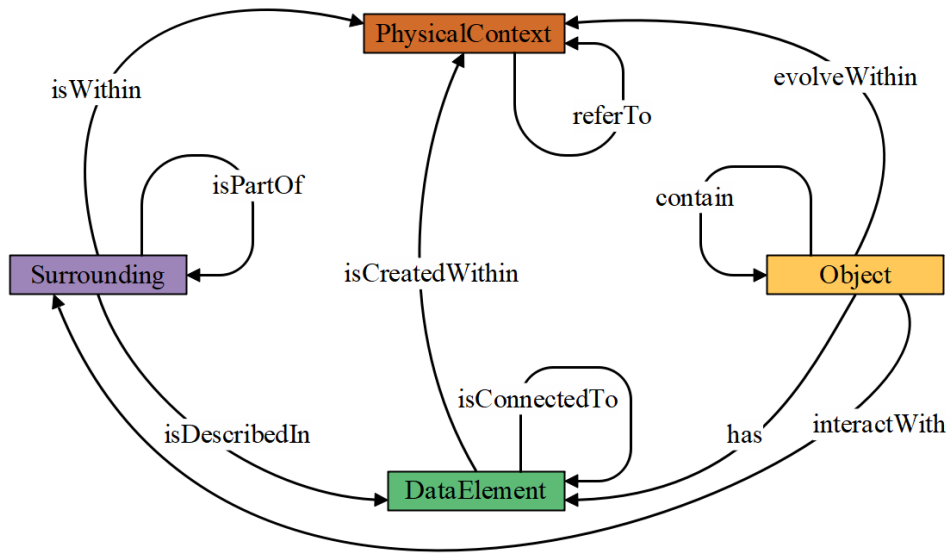 PhysicalContext
evolveWithin
isWithin
referTo
isPartOf
contain
Surrounding
isCreatedWithin
Object
isConnectedTo
interactWith
isDescribedIn
has
DataElement